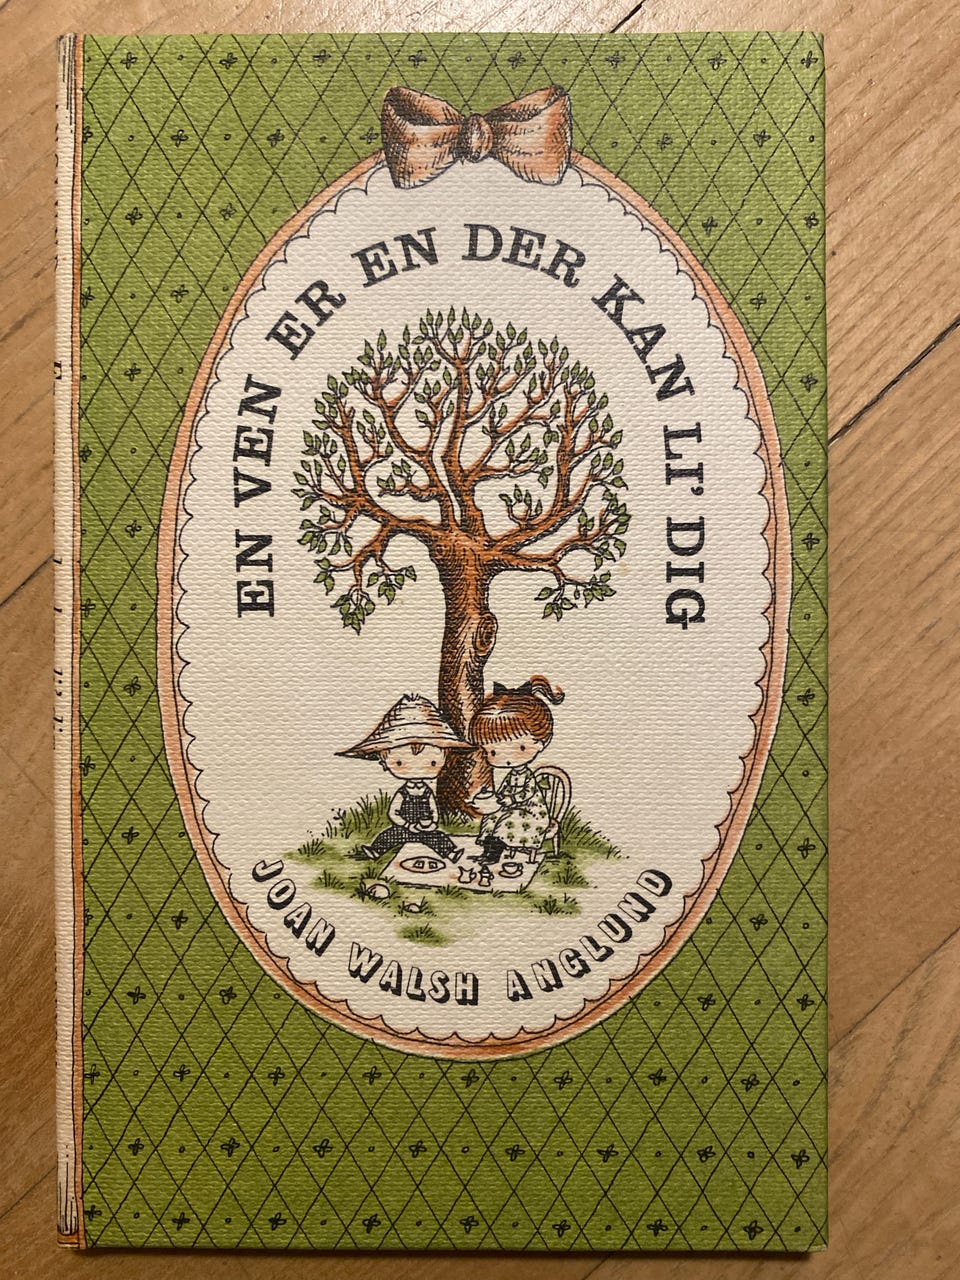 EN VEN ER EN DER KAN LI' DIG
JOAN WALSH ANGLUND